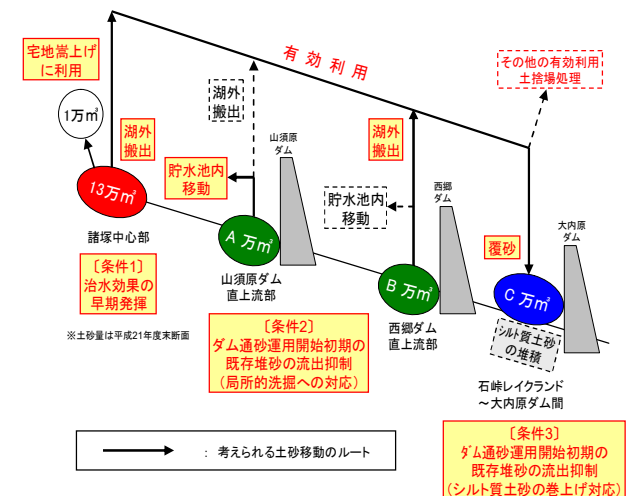 宅地嵩上げ
に利用
有効利用
その他の有効利用
土捨場処理
湖外
搬出
1万㎥
湖外
搬出
山須原
ダム
湖外
搬出
13万㎥
貯水池内
移動
西郷
ダム
貯水池内
移動
大内原
ダム
諸塚中心部
A 万㎥
覆砂
〔条件1〕
治水効果の
早期発揮
山須原ダム
直上流部
B 万㎥
C 万㎥
※土砂量は平成21年度末断面
〔条件2〕
ダム通砂運用開始初期の
既存堆砂の流出抑制
(局所的洗掘への対応)
西郷ダム
直上流部
シルト質土砂
の堆積
石峠レイクランド
～大内原ダム間
: 考えられる土砂移動のルート
〔条件3〕
ダム通砂運用開始初期の
既存堆砂の流出抑制
(シルト質土砂の巻上げ対応)